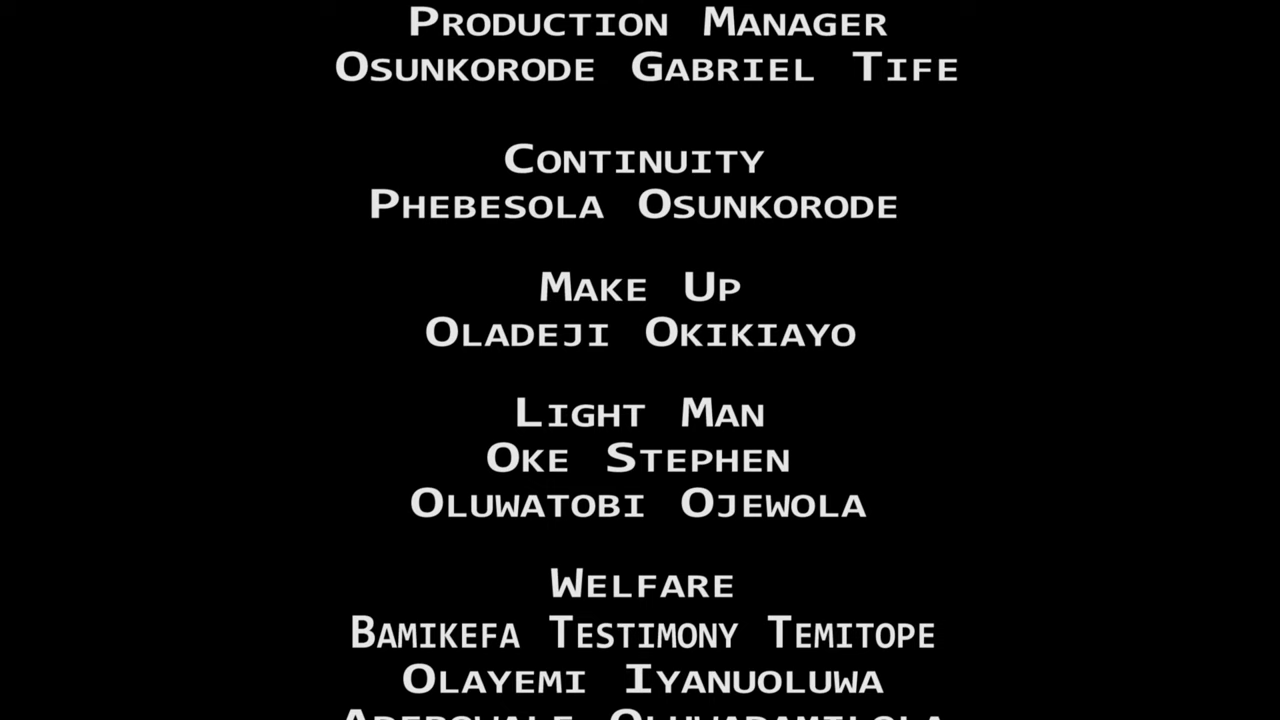 Production Manager
Osunkorode Gabriel Tife
Continuity
Phebesola Osunkorode
Make Up
Oladeji Okikiayo
Light Man
Oke Stephen
Oluwatobi Ojewola
Welfare
Bamikefa Testimony Temitope
Olayemi Iyanuoluwa